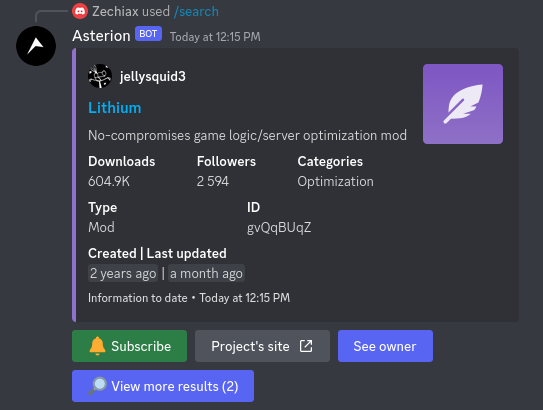 Zechiax used /search
Asterion BOT Today at 12:15 PM
jellysquid3
Lithium
No-compromises game logic/server optimization mod
Downloads Followers Categories
604.9K 2 594 Optimization
Type ID
Mod gvQqBUqZ
Created | Last updated
2 years ago | a month ago
Information to date • Today at 12:15 PM
Subscribe Project's site See owner
View more results (2)